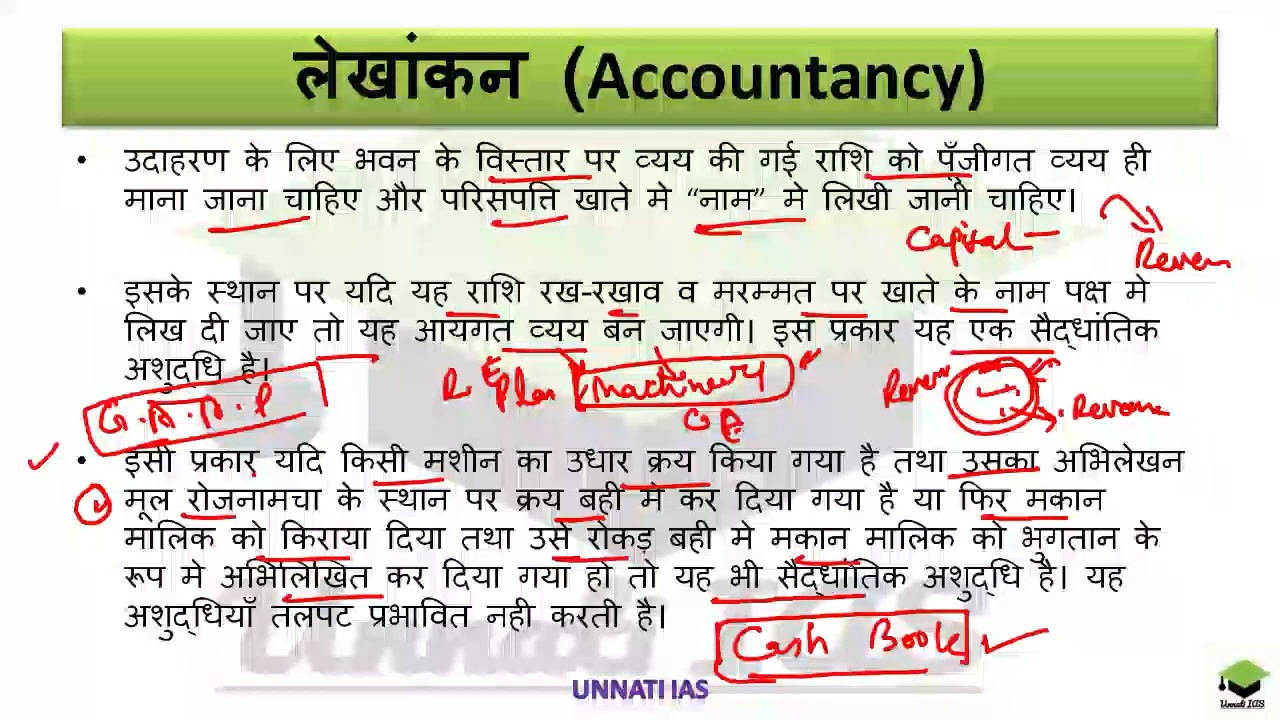 लेखांकन (Accountancy)
• उदाहरण के लिए भवन के विस्तार पर व्यय की गई राशि को पूँजीगत व्यय ही
माना जाना चाहिए और परिसपत्ति खाते मे “नाम” मे लिखी जानी चाहिए।
Capital
• इसके स्थान पर यदि यह राशि रख-रखाव व मरम्मत पर खाते के नाम पक्ष मे
लिख दी जाए तो यह आयगत व्यय बन जाएगी। इस प्रकार यह एक सैद्धांतिक
अशुद्धि है।
Machinery
• इसी प्रकार यदि किसी मशीन का उधार क्रय किया गया है तथा उसका अभिलेखन
मूल रोजनामचा के स्थान पर क्रय बही मे कर दिया गया है या फिर मकान
मालिक को किराया दिया तथा उसे रोकड़ बही मे मकान मालिक को भुगतान के
रूप मे अभिलिखित कर दिया गया हो तो यह भी सैद्धांतिक अशुद्धि है। यह
अशुद्धियाँ तलपट प्रभावित नही करती है।
Cash Book
UNNATI IAS
Unnati IAS